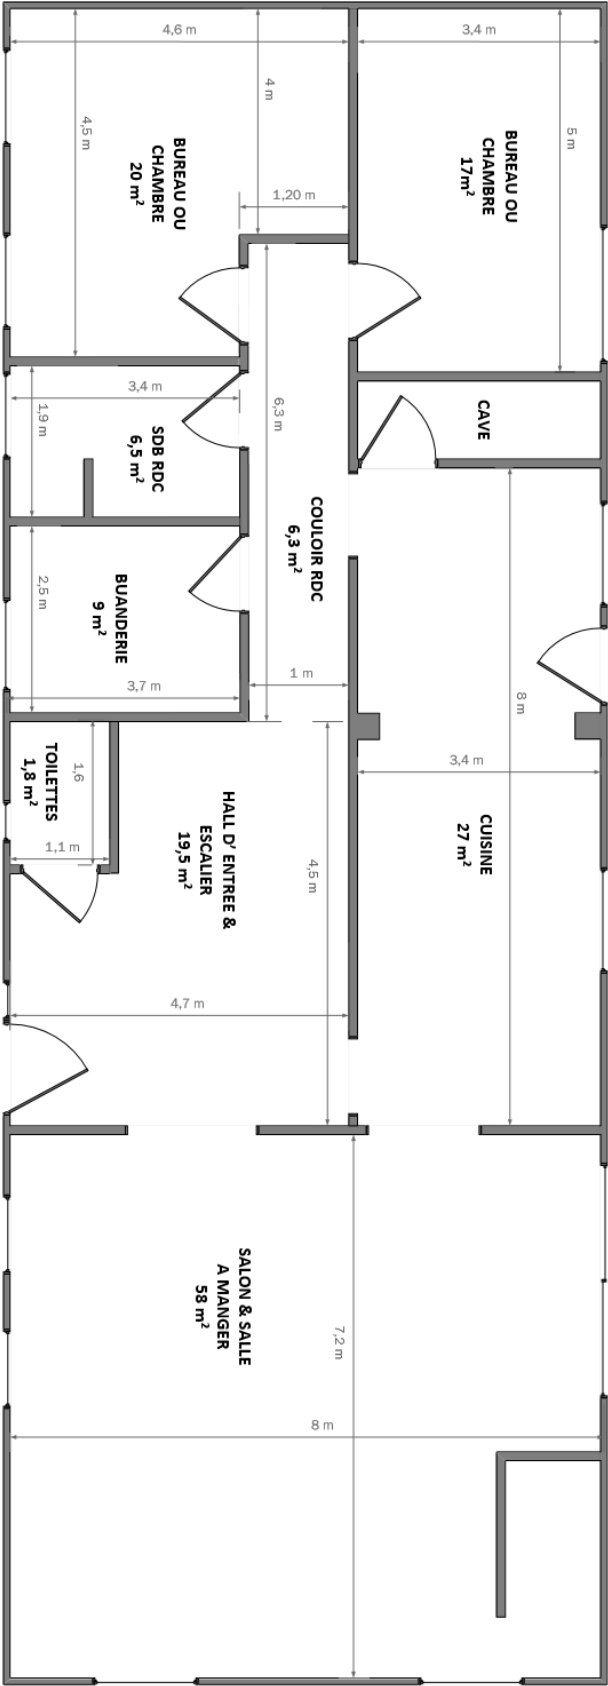 4,6 m
3,4 m
4 m
4,5 m
5 m
BUREAU OU
CHAMBRE
20 m²
BUREAU OU
CHAMBRE
17m²
1,20 m
3,4 m
1,9 m
SDB RDC
6,5 m²
6,3 m
CAVE
COULOIR RDC
6,3 m²
2,5 m
BUANDERIE
9 m²
3,7 m
1 m
8 m
TOILETTES
1,8 m²
1,6
1,1 m
HALL D' ENTREE &
ESCALIER
19,5 m²
4,5 m
3,4 m
CUISINE
27 m²
4,7 m
SALON & SALLE
A MANGER
58 m²
7,2 m
8 m